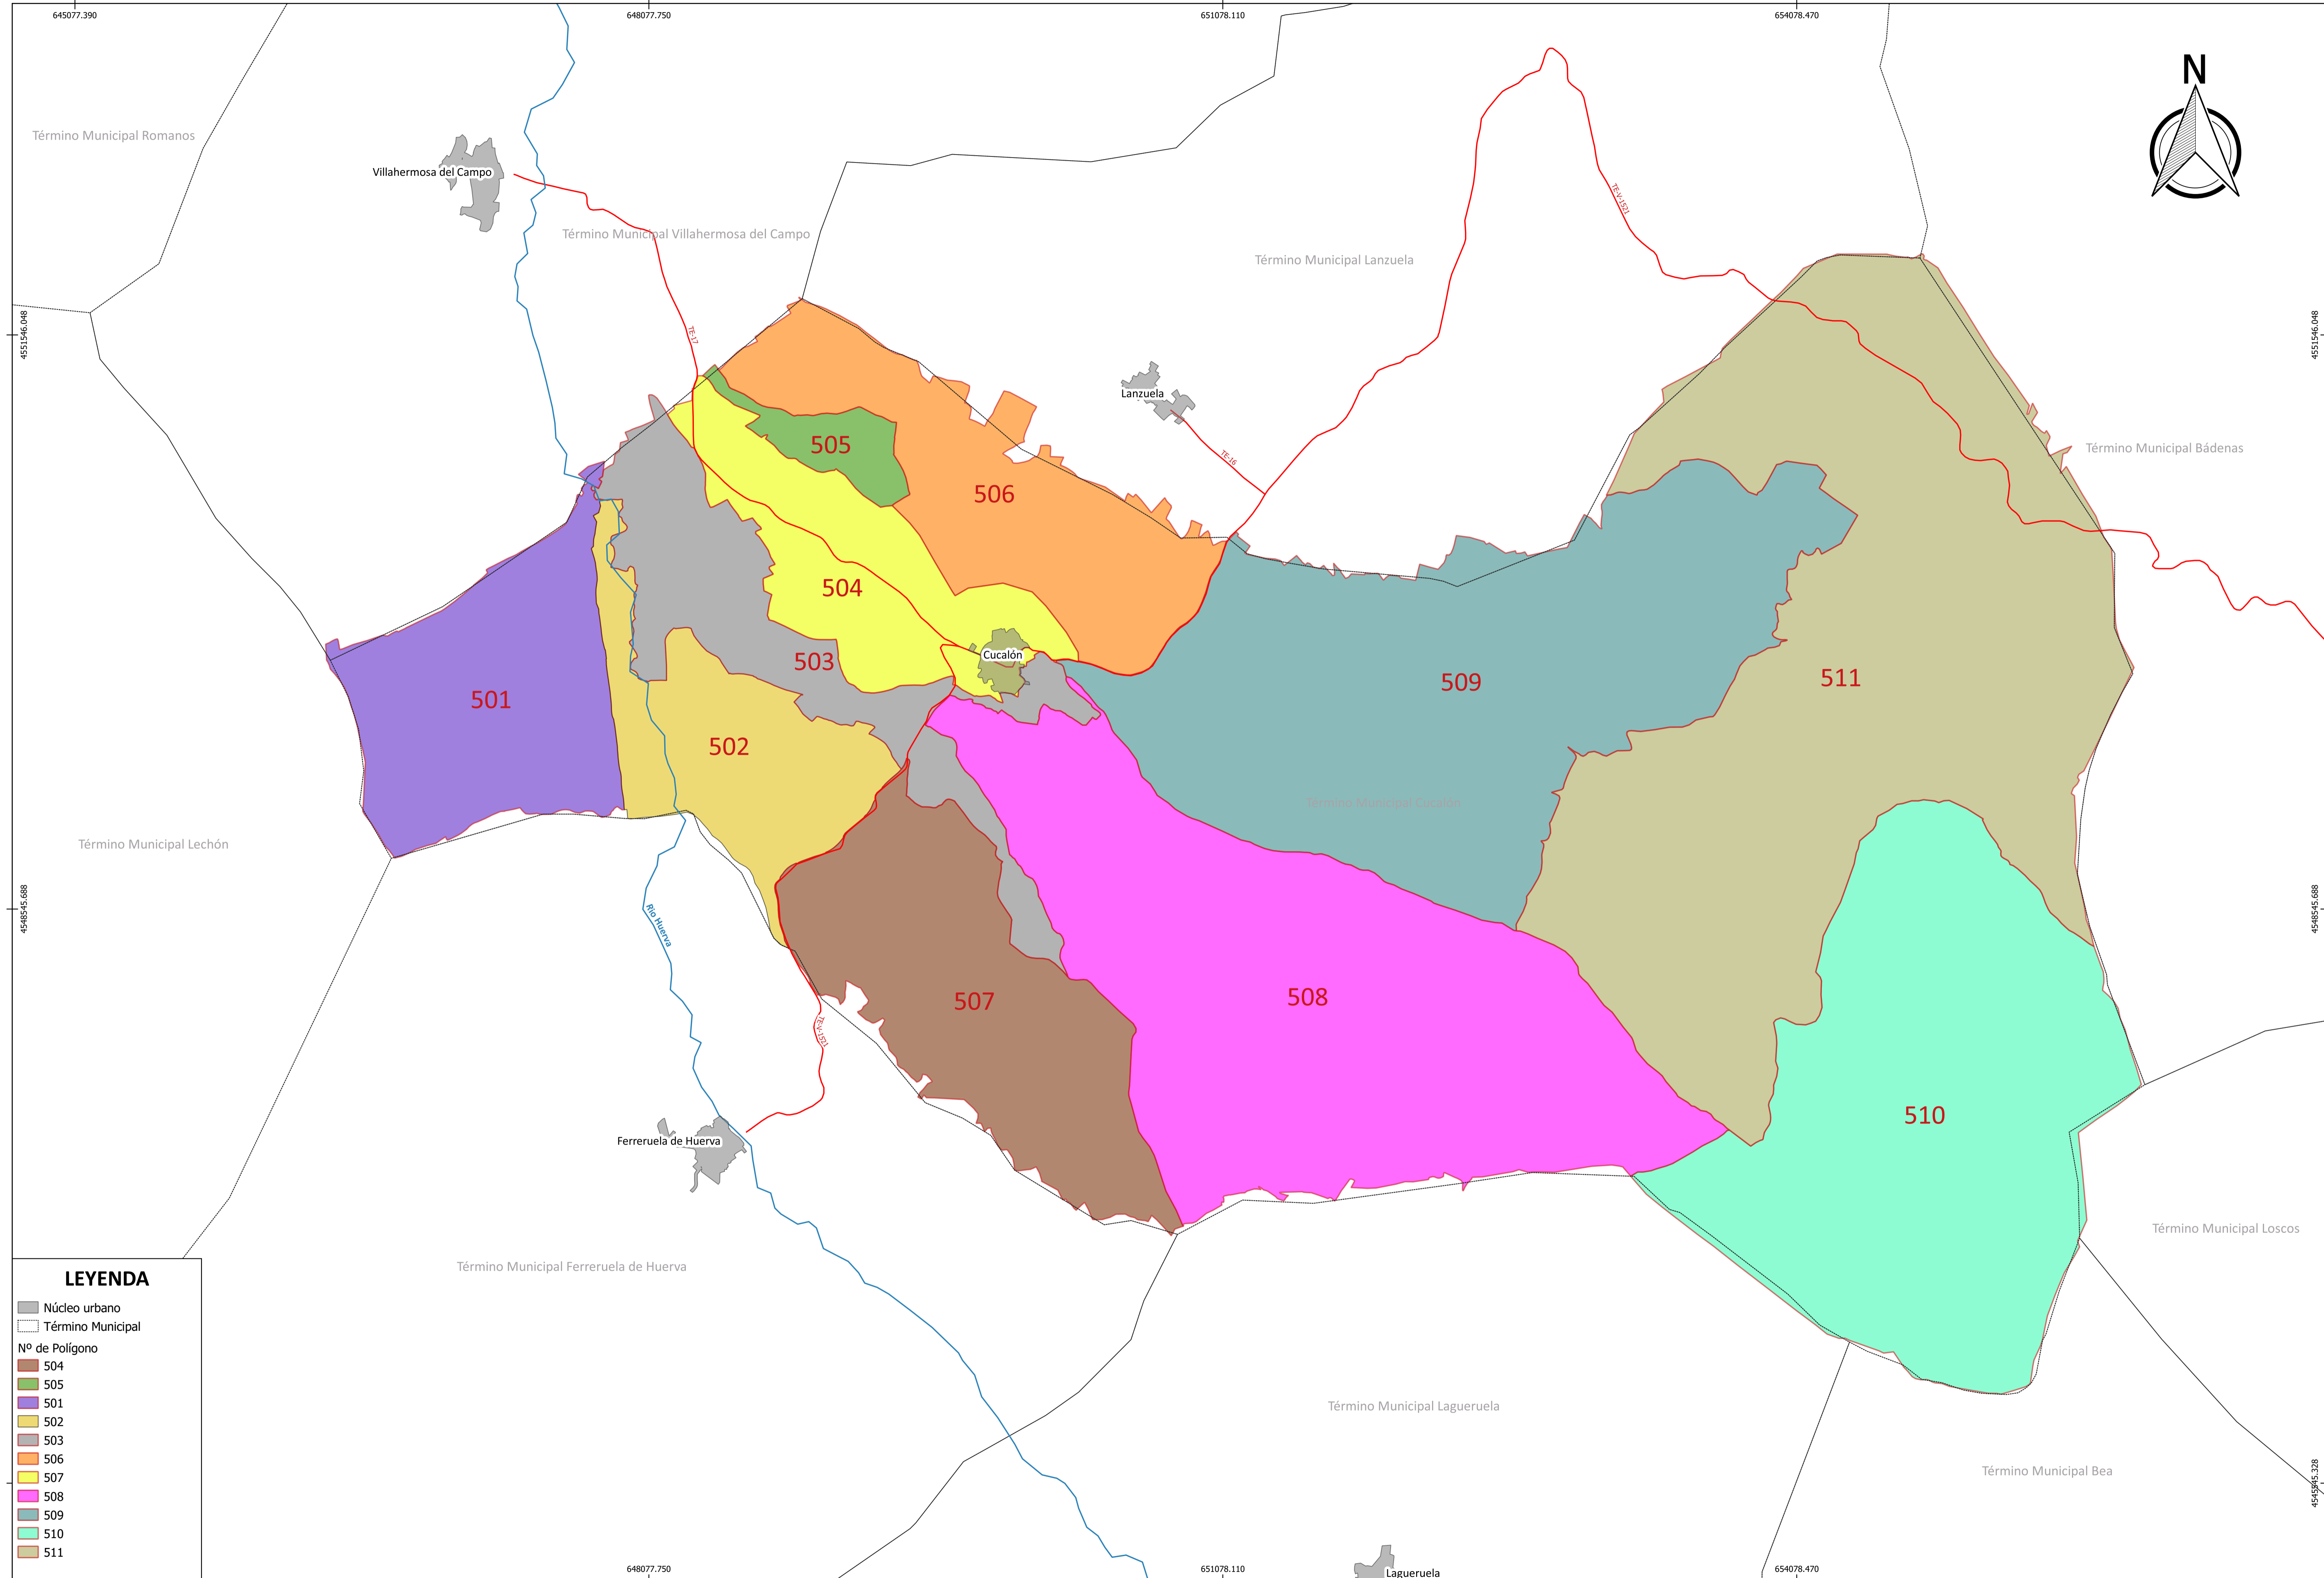 645077.390
648077.750
651078.110
654078.470
N
Término Municipal Romanos
Villahermosa del Campo
TE-V-1521
Término Municipal Villahermosa del Campo
Término Municipal Lanzuela
4551546.048
TE-17
4551546.048
Lanzuela
505
TE-16
Término Municipal Bádenas
506
504
Cucalón
503
501
509
511
502
Término Municipal Cucalón
Término Municipal Lechón
4548545.688
Río Huerva
4548545.688
507
508
TE-V-1521
510
Ferreruela de Huerva
Término Municipal Loscos
Término Municipal Ferreruela de Huerva
LEYENDA
Núcleo urbano
Término Municipal
Nº de Polígono
504
505
501
502
503
506
507
508
509
510
511
Término Municipal Lagueruela
Término Municipal Bea
4545545.328
648077.750
651078.110
654078.470
Lagueruela